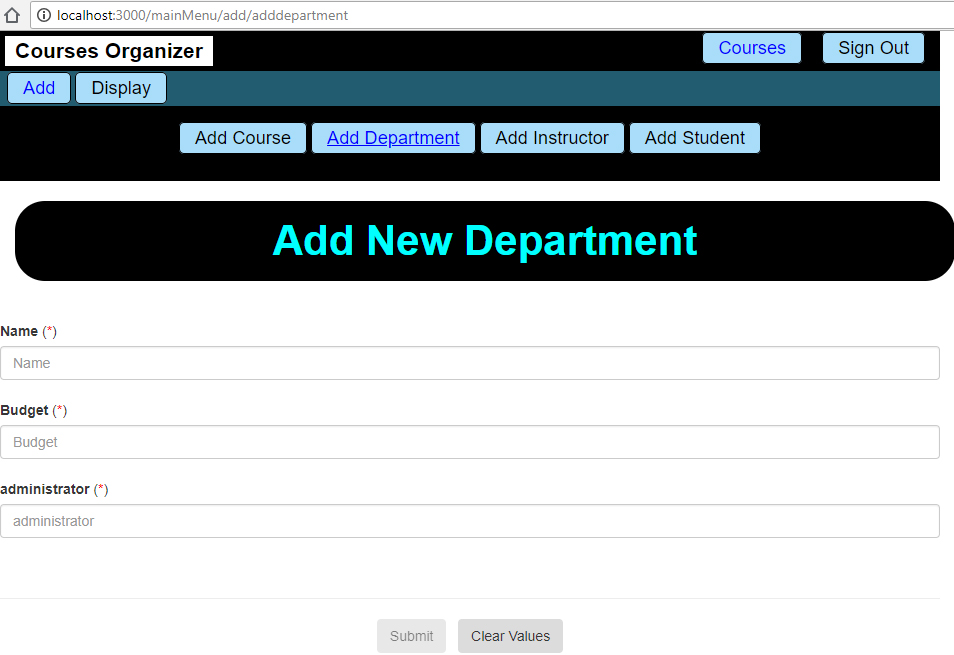 localhost:3000/mainMenu/add/adddepartment
Courses Organizer Courses Sign Out
Add Display
Add Course Add Department Add Instructor Add Student
Add New Department
Name (*)
Name
Budget (*)
Budget
administrator (*)
administrator
Submit Clear Values